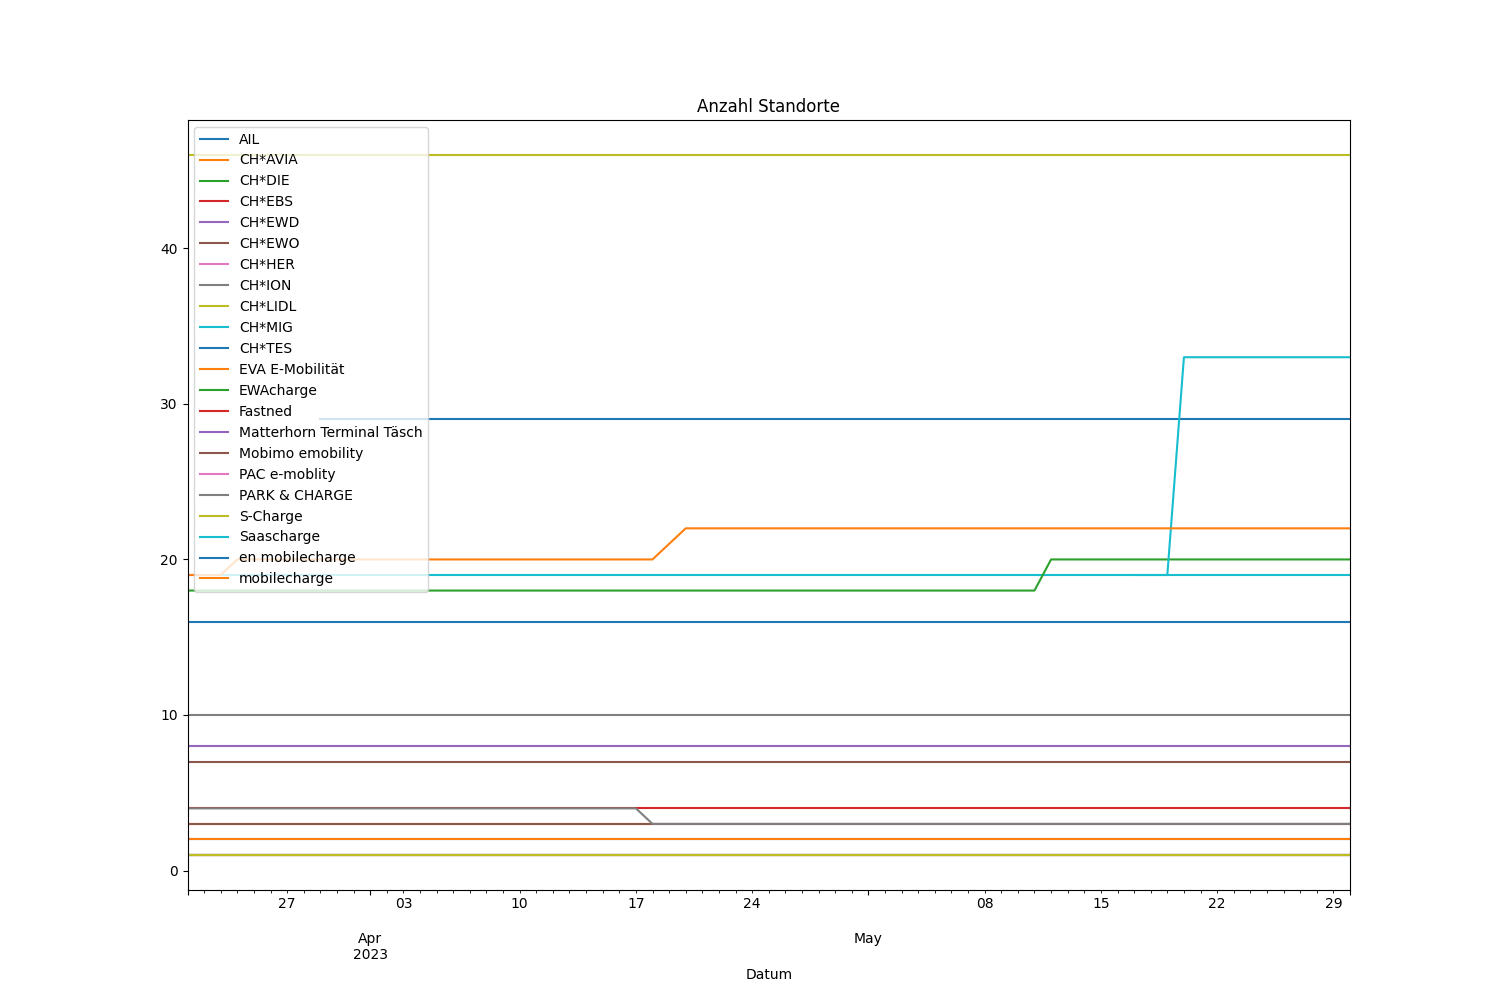 Anzahl Standorte
AIL
CH*AVIA
CH*DIE
CH*EBS
CH*EWD
CH*EWO
CH*HER
CH*ION
CH*LIDL
CH*MIG
CH*TES
EVA E-Mobilität
EWAcharge
Fastned
Matterhorn Terminal Täsch
Mobimo emobility
PAC e-moblity
PARK & CHARGE
S-Charge
Saascharge
en mobilecharge
mobilecharge
40
30
20
10
0
27 03 10 17 24 08 15 22 29
Apr May
2023
Datum